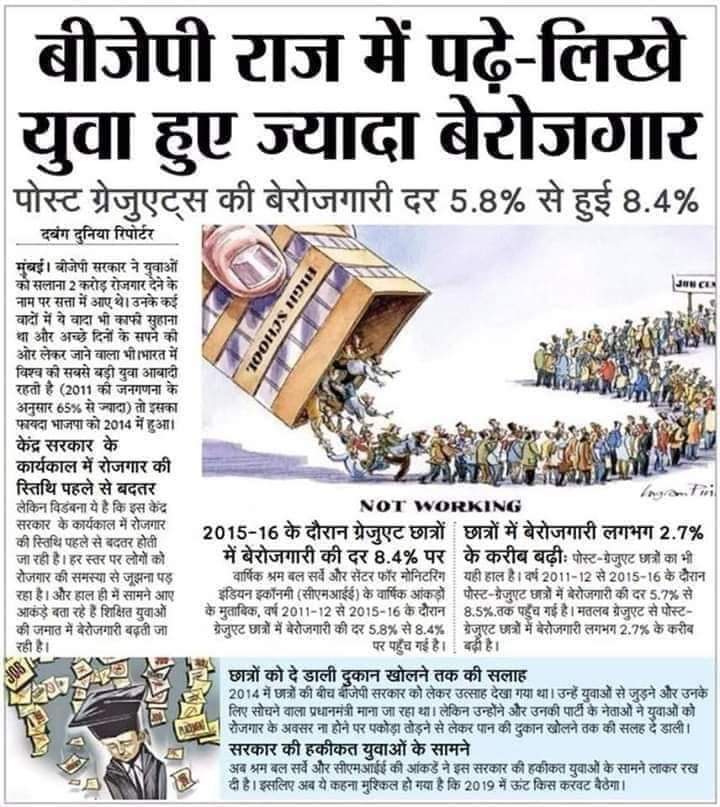 बीजेपी राज में पढ़े-लिखे
युवा हुए ज्यादा बेरोजगार
पोस्ट ग्रेजुएट्स की बेरोजगारी दर 5.8% से हुई 8.4%
दबंग दुनिया रिपोर्टर
मुंबई। बीजेपी सरकार ने युवाओं
को सलाना 2 करोड़ रोजगार देने के
नाम पर सत्ता में आए थे। उनके कई
वादों में ये वादा भी काफी सुहाना
था और अच्छे दिनों के सपने की
ओर लेकर जाने वाला भी।भारत में
विश्व की सबसे बड़ी युवा आबादी
रहती है (2011 की जनगणना के
अनुसार 65% से ज्यादा) तो इसका
फायदा भाजपा को 2014 में हुआ।
केंद्र सरकार के
कार्यकाल में रोजगार की
स्तिथि पहले से बदतर
लेकिन विडंबना ये है कि इस केंद्र
सरकार के कार्यकाल में रोजगार
की स्तिथि पहले से बदतर होती
जा रही है। हर स्तर पर लोगों को
रोजगार की समस्या से जूझना पड़
रहा है। और हाल ही में सामने आए
आकंड़े बता रहे हैं शिक्षित युवाओं
की जमात में बेरोजगारी बढ़ती जा
रही है।
HIGH SCHOOL
JOB CEN
NOT WORKING
2015-16 के दौरान ग्रेजुएट छात्रों
में बेरोजगारी की दर 8.4% पर
वार्षिक श्रम बल सर्वे और सेंटर फॉर मोनिटरिंग
इंडियन इकॉनमी (सीएमआईई) के वार्षिक आंकड़ों
के मुताबिक, वर्ष 2011-12 से 2015-16 के दौरान
ग्रेजुएट छात्रों में बेरोजगारी की दर 5.8% से 8.4%
पर पहुँच गई है।
छात्रों में बेरोजगारी लगभग 2.7%
के करीब बढ़ी: पोस्ट-ग्रेजुएट छात्रों का भी
यही हाल है। वर्ष 2011-12 से 2015-16 के दौरान
पोस्ट-ग्रेजुएट छात्रों में बेरोजगारी की दर 5.7% से
8.5%.तक पहुँच गई है। मतलब ग्रेजुएट से पोस्ट-
ग्रेजुएट छात्रों में बेरोजगारी लगभग 2.7% के करीब
बढ़ी है।
JOB
छात्रों को दे डाली दुकान खोलने तक की सलाह
2014 में छात्रों की बीच बीजेपी सरकार को लेकर उत्साह देखा गया था। उन्हें युवाओं से जुड़ने और उनके
लिए सोचने वाला प्रधानमंत्री माना जा रहा था। लेकिन उन्होंने और उनकी पार्टी के नेताओं ने युवाओं को
रोजगार के अवसर ना होने पर पकोड़ा तोड़ने से लेकर पान की दुकान खोलने तक की सलह दे डाली।
सरकार की हकीकत युवाओं के सामने
अब श्रम बल सर्वे और सीएमआईई की आंकडें ने इस सरकार की हकीकत युवाओं के सामने लाकर रख
दी है। इसलिए अब ये कहना मुश्किल हो गया है कि 2019 में ऊंट किस करवट बैठेगा।